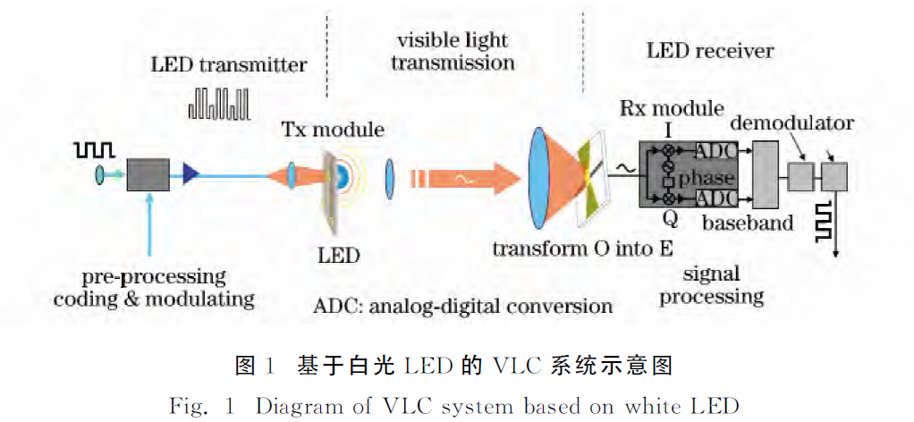 visible light
transmission
LED transmitter
LED receiver
Tx module
Rx module
I
demodulator
ADC
phase
ADC
Q
baseband
LED
transform O into E
pre-processing
coding & modulating
signal
processing
ADC: analog-digital conversion
图 1 基于白光 LED 的 VLC 系统示意图
Fig. 1 Diagram of VLC system based on white LED